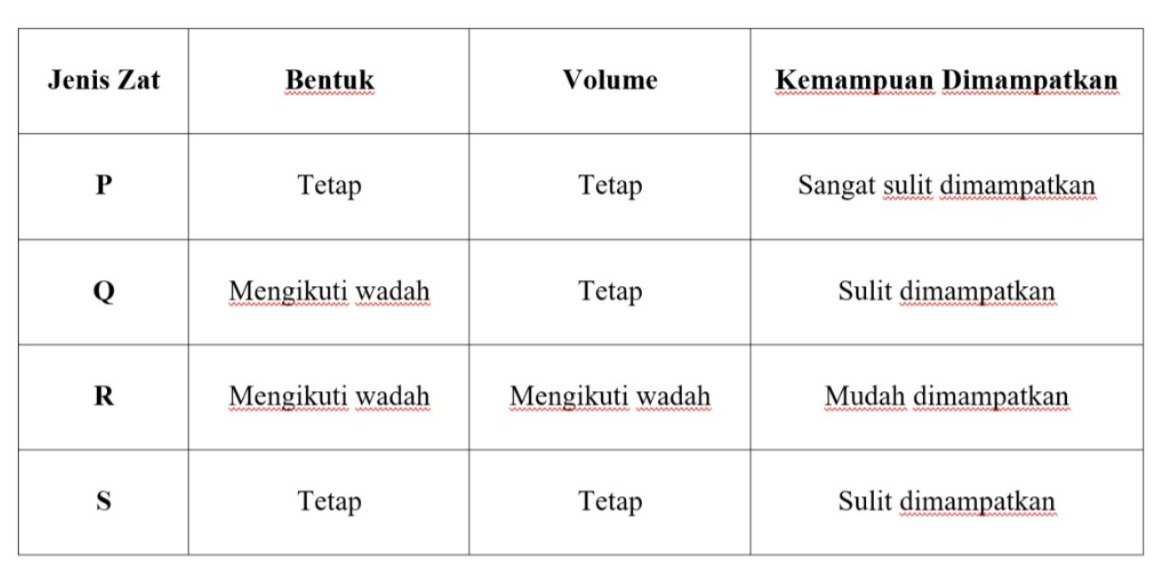 Jenis Zat Bentuk Volume Kemampuan Dimampatkan
P Tetap Tetap Sangat sulit dimampatkan
Q Mengikuti wadah Tetap Sulit dimampatkan
R Mengikuti wadah Mengikuti wadah Mudah dimampatkan
S Tetap Tetap Sulit dimampatkan